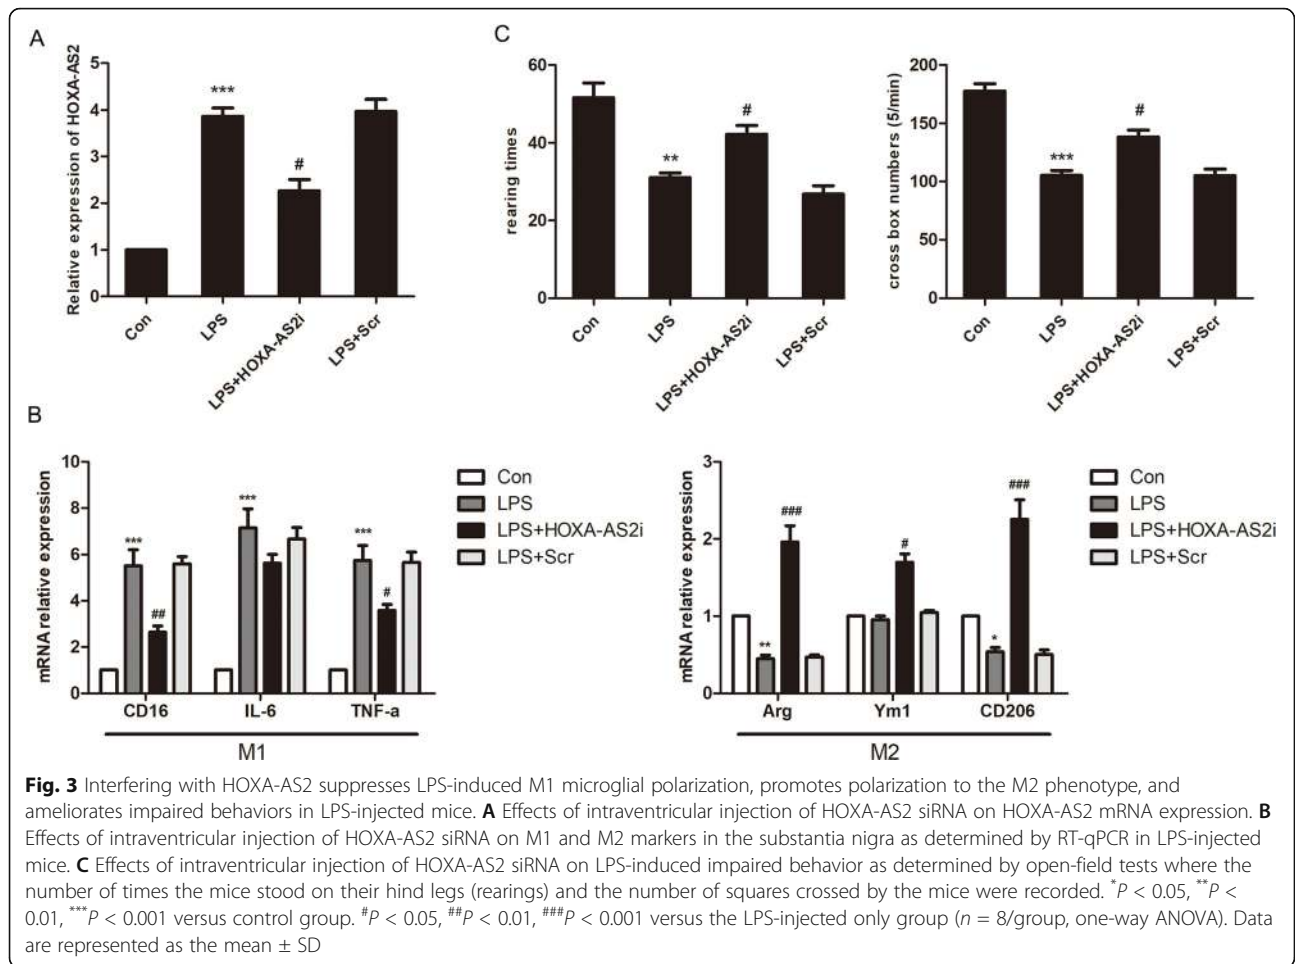 A
Relative expression of HOXA-AS2
5
4
3
2
1
0
***
#
Con
LPS
LPS+HOXA-AS2i
LPS+Scr
C
rearing times
60
40
20
0
**
#
Con
LPS
LPS+HOXA-AS2i
LPS+Scr
cross box numbers (5/min)
200
150
100
50
0
***
#
Con
LPS
LPS+HOXA-AS2i
LPS+Scr
B
mRNA relative expression
10
8
6
4
2
0
***
##
***
***
#
CD16 IL-6 TNF-a
M1
Con
LPS
LPS+HOXA-AS2i
LPS+Scr
mRNA relative expression
3
2
1
0
**
###
#
*
###
Arg Ym1 CD206
M2
Con
LPS
LPS+HOXA-AS2i
LPS+Scr
Fig. 3 Interfering with HOXA-AS2 suppresses LPS-induced M1 microglial polarization, promotes polarization to the M2 phenotype, and
ameliorates impaired behaviors in LPS-injected mice. A Effects of intraventricular injection of HOXA-AS2 siRNA on HOXA-AS2 mRNA expression. B
Effects of intraventricular injection of HOXA-AS2 siRNA on M1 and M2 markers in the substantia nigra as determined by RT-qPCR in LPS-injected
mice. C Effects of intraventricular injection of HOXA-AS2 siRNA on LPS-induced impaired behavior as determined by open-field tests where the
number of times the mice stood on their hind legs (rearings) and the number of squares crossed by the mice were recorded. *P < 0.05, **P <
0.01, ***P < 0.001 versus control group. #P < 0.05, ##P < 0.01, ###P < 0.001 versus the LPS-injected only group (n = 8/group, one-way ANOVA). Data
are represented as the mean ± SD